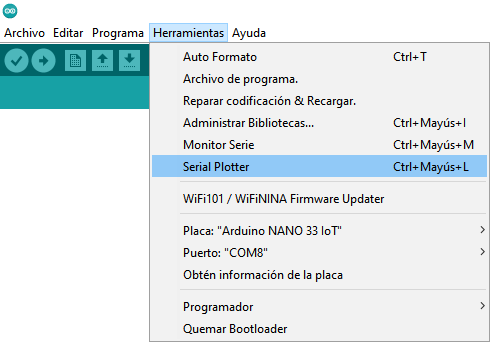 Archivo Editar Programa Herramientas Ayuda
Auto Formato Ctrl+T
Archivo de programa.
Reparar codificación & Recargar.
Administrar Bibliotecas... Ctrl+Mayús+I
Monitor Serie Ctrl+Mayús+M
Serial Plotter Ctrl+Mayús+L
WiFi101 / WiFiNINA Firmware Updater
Placa: "Arduino NANO 33 IoT"
Puerto: "COM8"
Obtén información de la placa
Programador
Quemar Bootloader